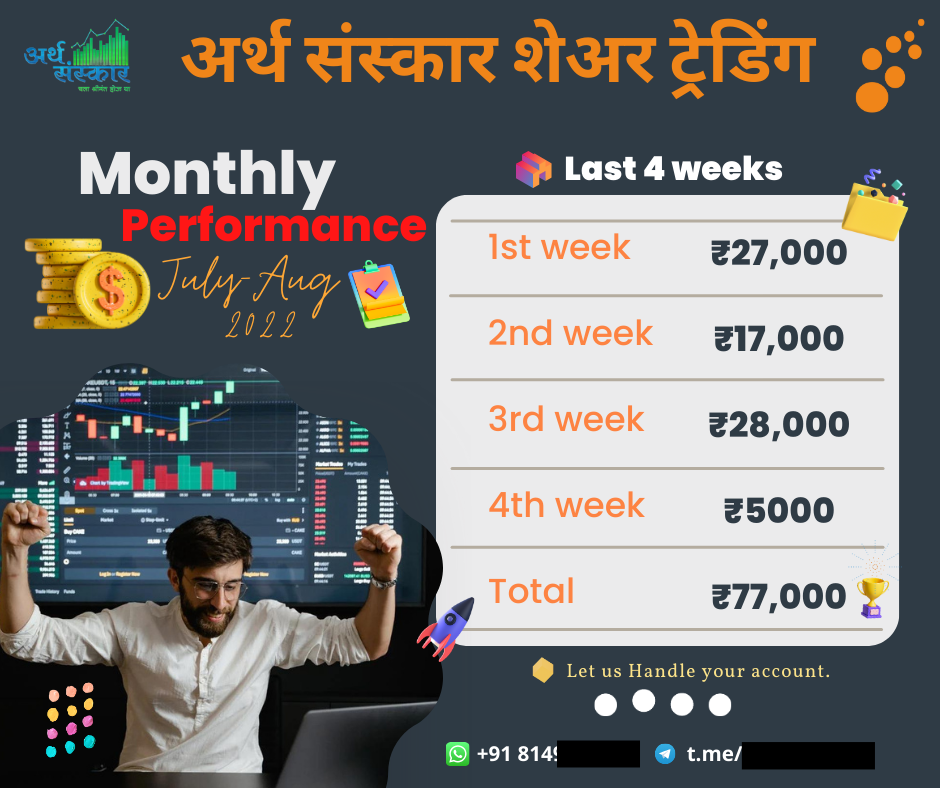 अर्थ
संस्कार
चला श्रीमंत होऊ या
अर्थ संस्कार शेअर ट्रेडिंग
Monthly
Performance
July-Aug
2022
Last 4 weeks
1st week ₹27,000
2nd week ₹17,000
3rd week ₹28,000
4th week ₹5000
Total ₹77,000
Let us Handle your account.
+91 8149
t.me/